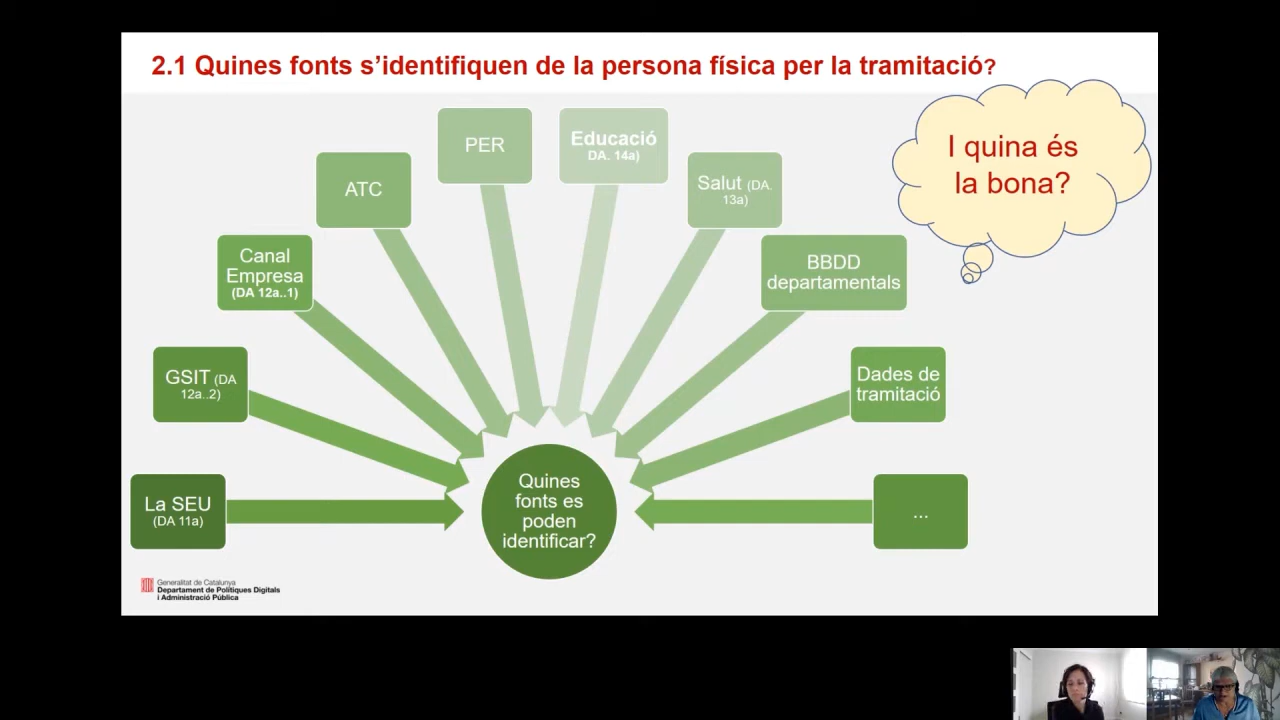 2.1 Quines fonts s’identifiquen de la persona física per la tramitació?
I quina és
la bona?
La SEU
(DA 11a)
GSIT (DA
12a..2)
Canal
Empresa
(DA 12a..1)
ATC
PER
Educació
DA. 14a)
Salut (DA.
13a)
BBDD
departamentals
Dades de
tramitació
...
Quines
fonts es
poden
identificar?
Generalitat de Catalunya
Departament de Polítiques Digitals
i Administració Pública